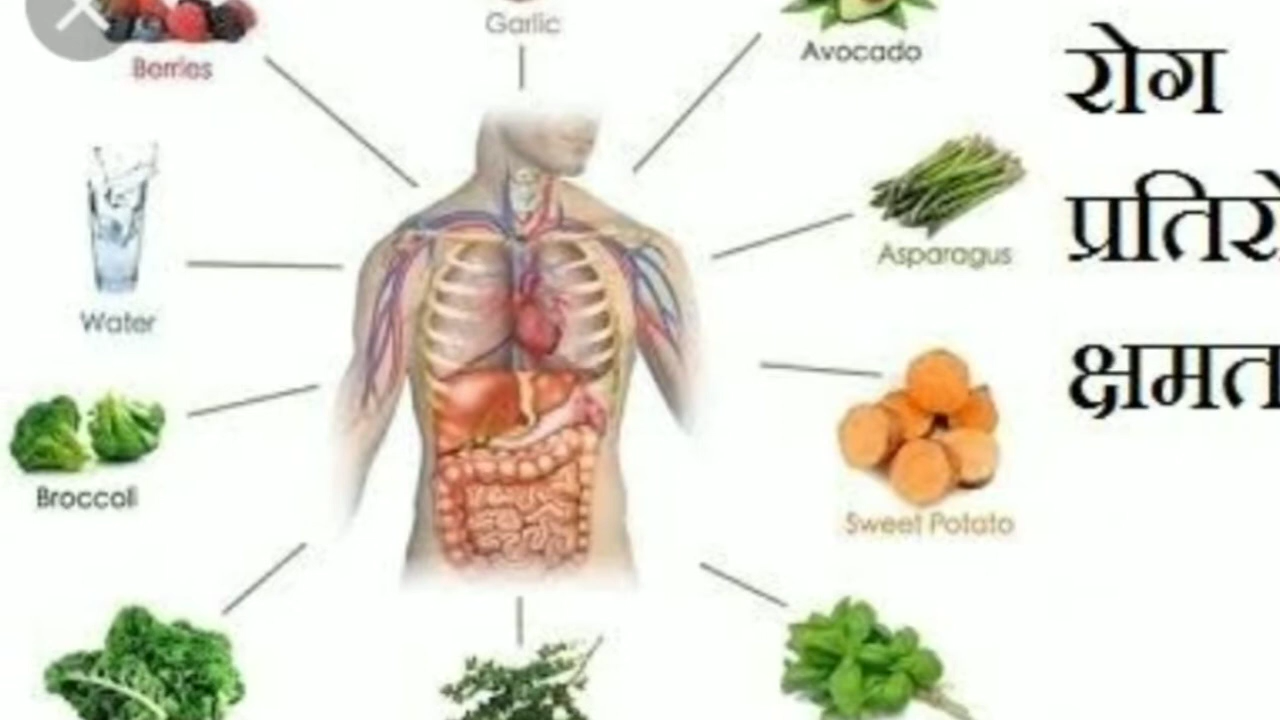 Garlic
Avocado
Berries
Asparagus
Water
Broccoli
Sweet Potato
रोग
प्रतिरो
क्षमत